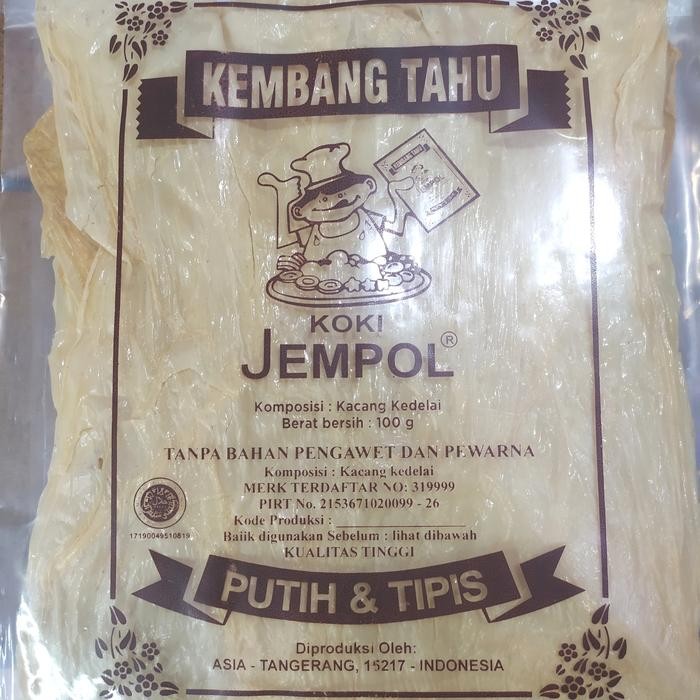 KEMBANG TAHU
KOKI
JEMPOL®
Komposisi : Kacang Kedelai
Berat bersih : 100 g
TANPA BAHAN PENGAWET DAN PEWARNA
Komposisi : Kacang kedelai
MERK TERDAFTAR NO: 319999
PIRT No. 2153671020099 - 26
Kode Produksi : ____________________
Baiik digunakan Sebelum : lihat dibawah
KUALITAS TINGGI
17190049510819
PUTIH & TIPIS
Diproduksi Oleh:
ASIA - TANGERANG, 15217 - INDONESIA